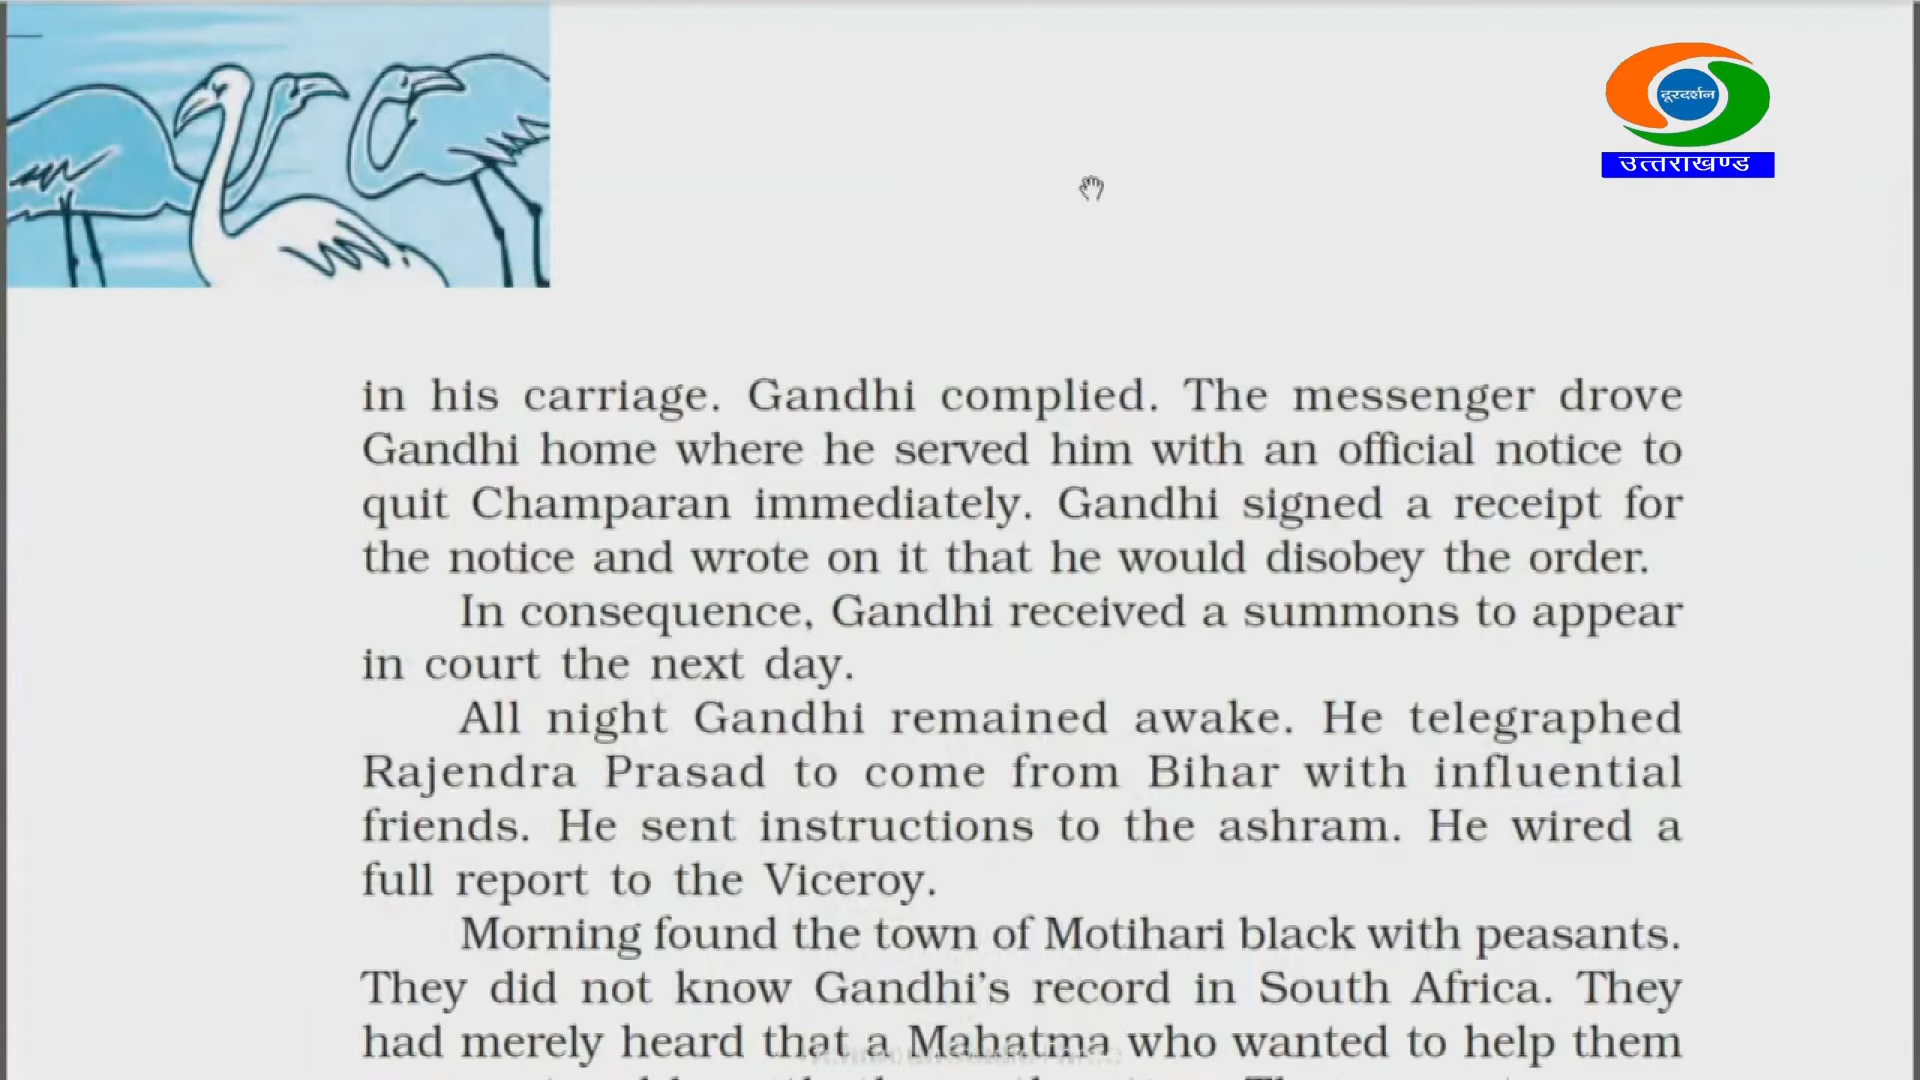 दूरदर्शन
उत्तराखण्ड
in his carriage. Gandhi complied. The messenger drove
Gandhi home where he served him with an official notice to
quit Champaran immediately. Gandhi signed a receipt for
the notice and wrote on it that he would disobey the order.
In consequence, Gandhi received a summons to appear
in court the next day.
All night Gandhi remained awake. He telegraphed
Rajendra Prasad to come from Bihar with influential
friends. He sent instructions to the ashram. He wired a
full report to the Viceroy.
Morning found the town of Motihari black with peasants.
They did not know Gandhi's record in South Africa. They
had merely heard that a Mahatma who wanted to help them